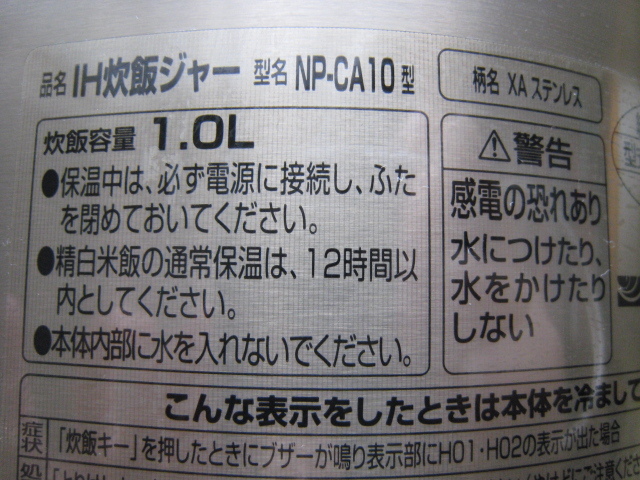 品名 IH炊飯ジャー 型名 NP-CA10型
柄名 XA ステンレス
炊飯容量 1.0L
●保温中は、必ず電源に接続し、ふた
を閉めておいてください。
●精白米飯の通常保温は、12時間以
内としてください。
●本体内部に水を入れないでください。
⚠警告
感電の恐れあり
水につけたり、
水をかけたり
しない
こんな表示をしたときは本体を冷まして
症状 「炊飯キー」を押したときにブザーが鳴り表示部にH01・H02の表示が出た場合